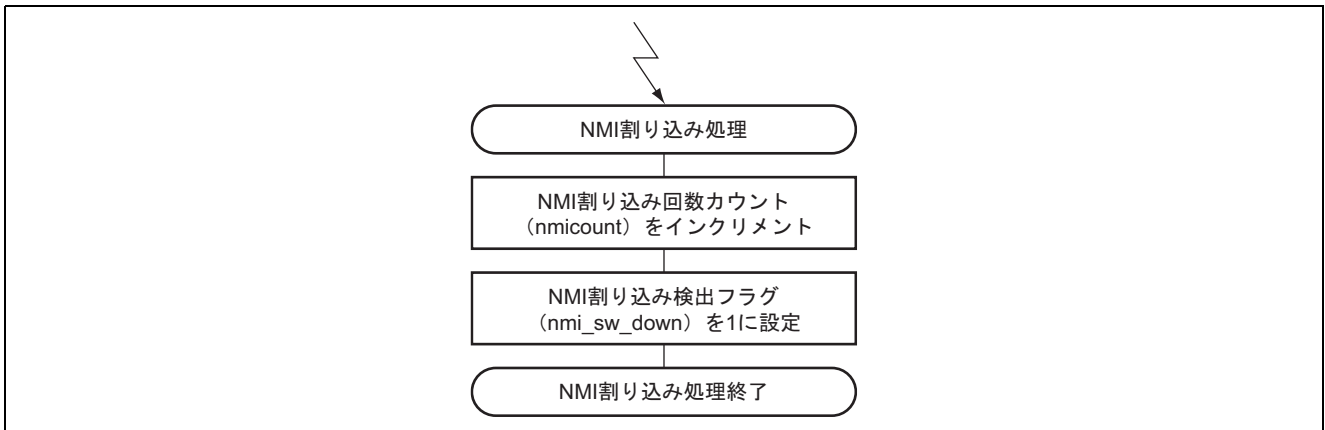 NMI割り込み処理
NMI割り込み回数カウント
（nmicount）をインクリメント
NMI割り込み検出フラグ
（nmi_sw_down）を1に設定
NMI割り込み処理終了